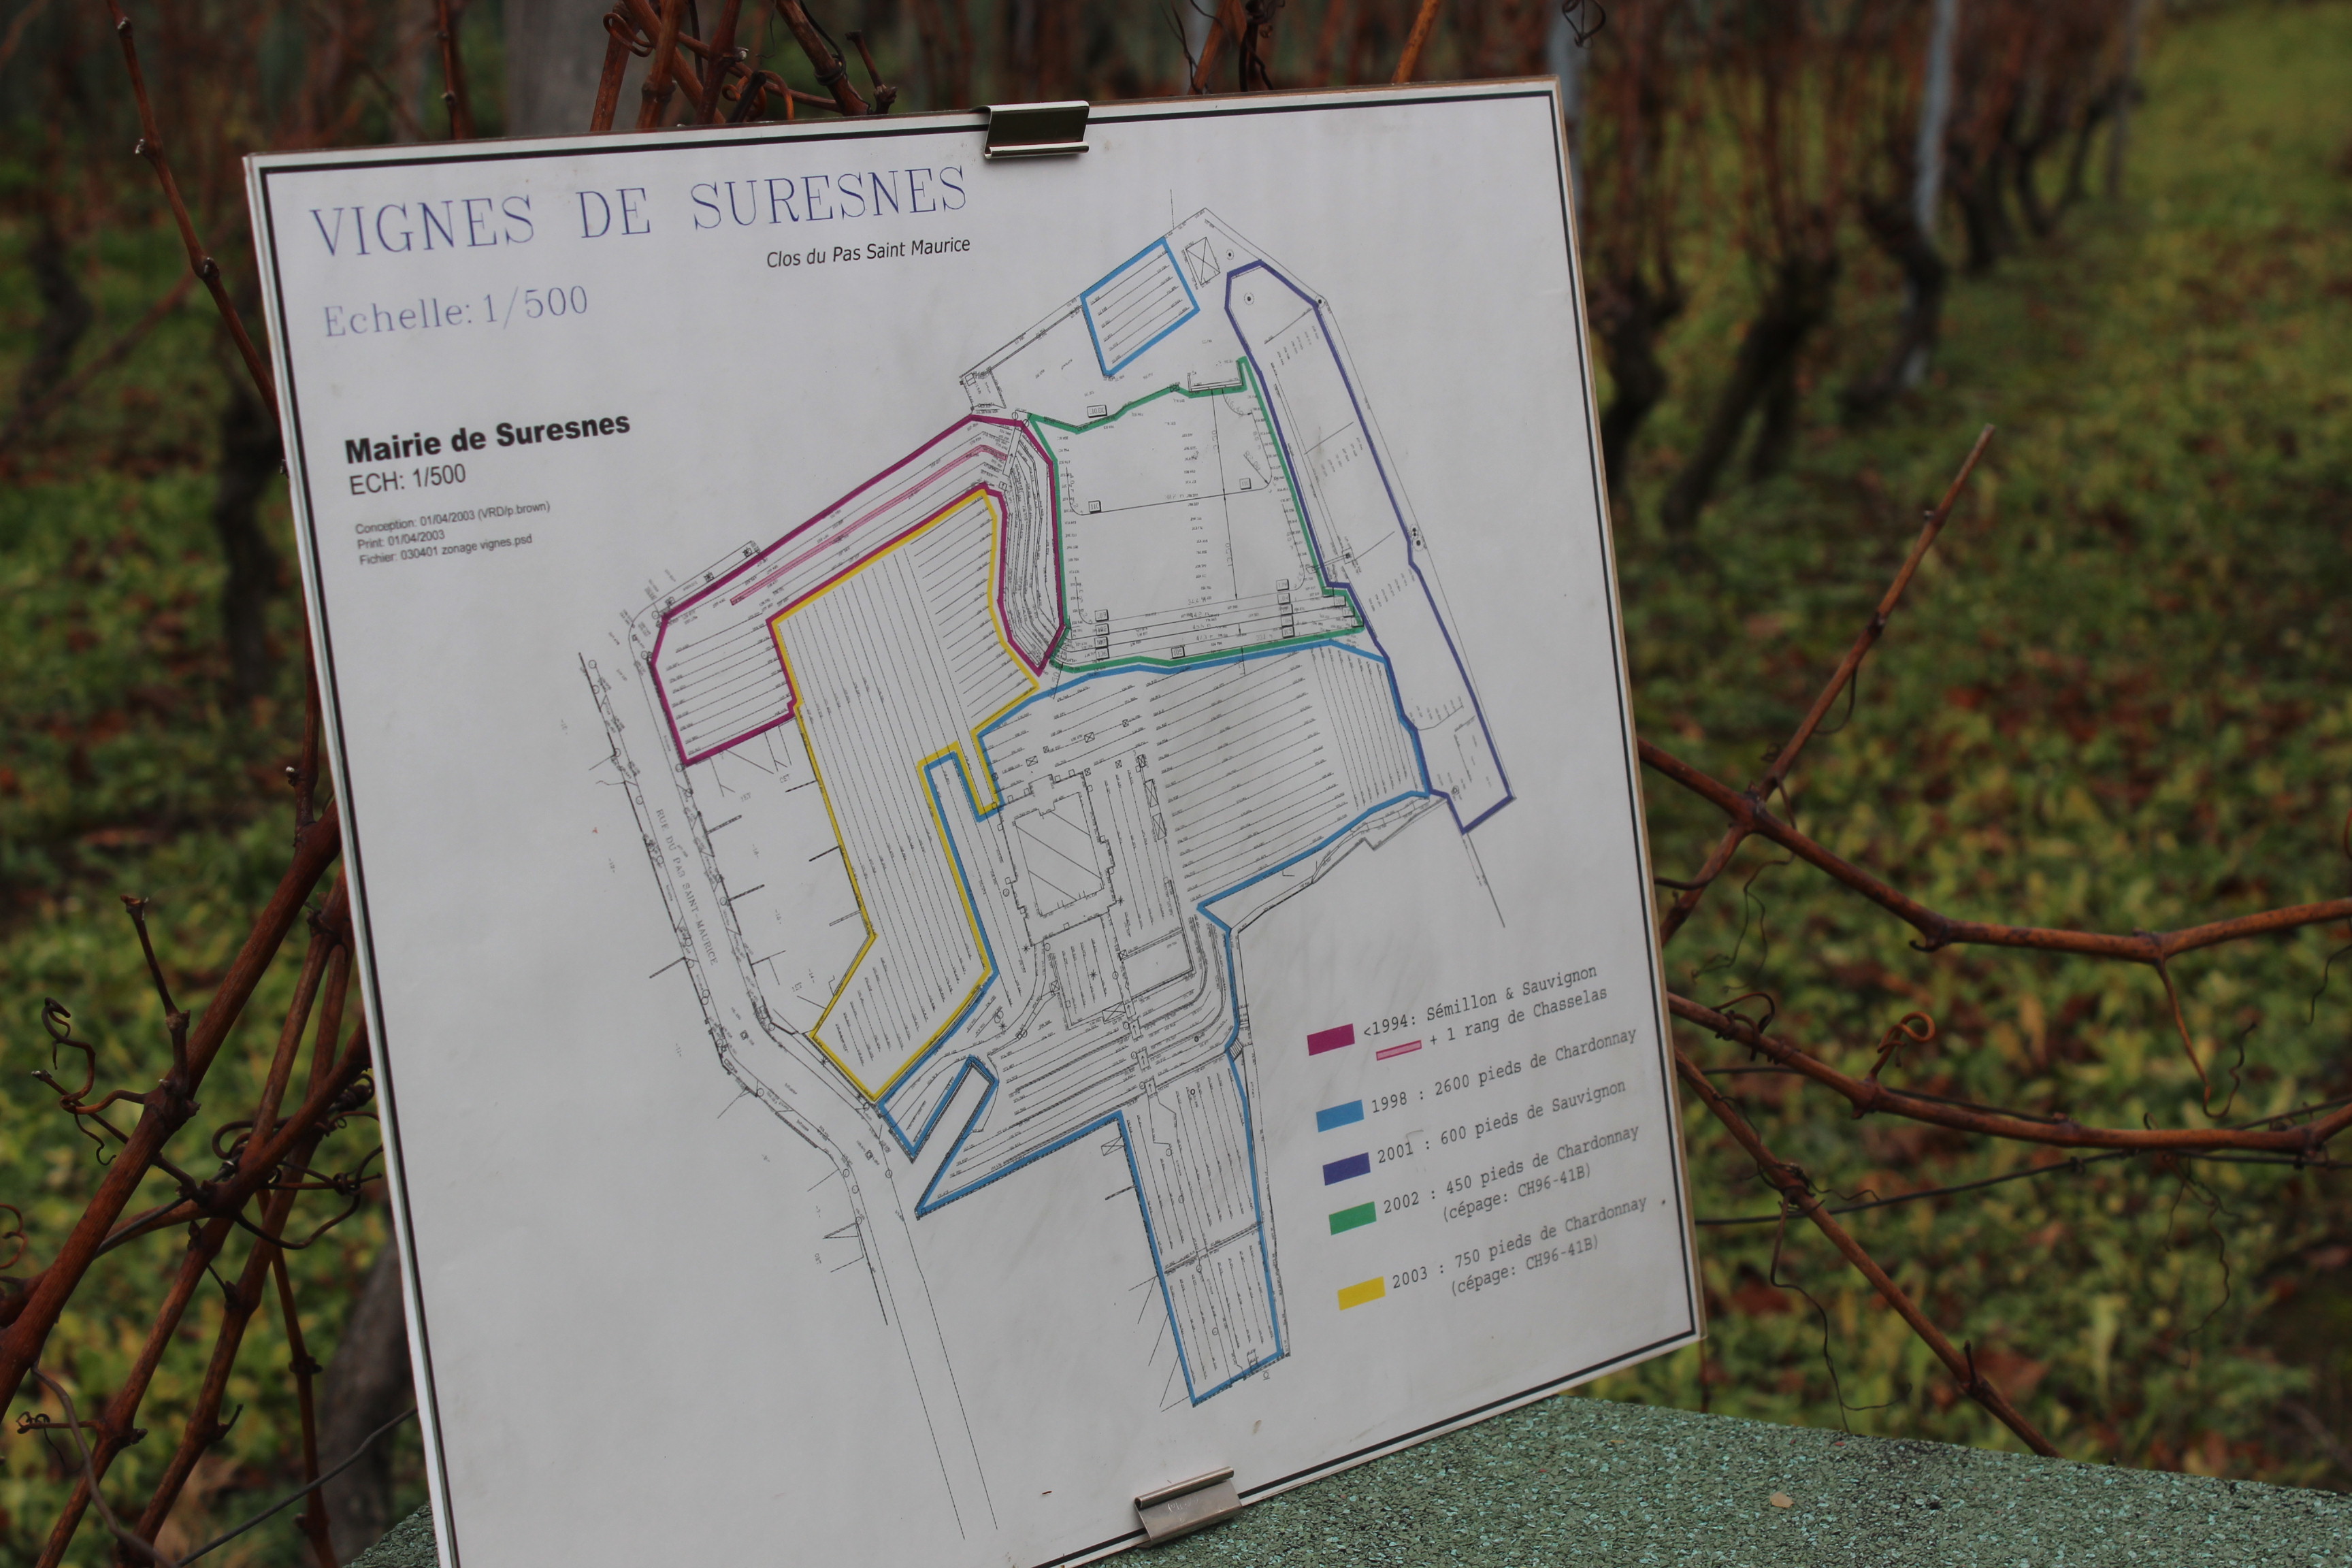 VIGNES DE SURESNES
Clos du Pas Saint Maurice
Echelle: 1/500
Mairie de Suresnes
ECH: 1/500
Conception: 01/04/2003 (VRD/p.brown)
Print: 01/04/2003
Fichier: 030401 zonage vignes.psd
RUE DU PAS SAINT-MAURICE
<1994: Sémillon & Sauvignon
+ 1 rang de Chasselas
1998 : 2600 pieds de Chardonnay
2001 : 600 pieds de Sauvignon
2002 : 450 pieds de Chardonnay
(cépage: CH96-41B)
2003 : 750 pieds de Chardonnay
(cépage: CH96-41B)